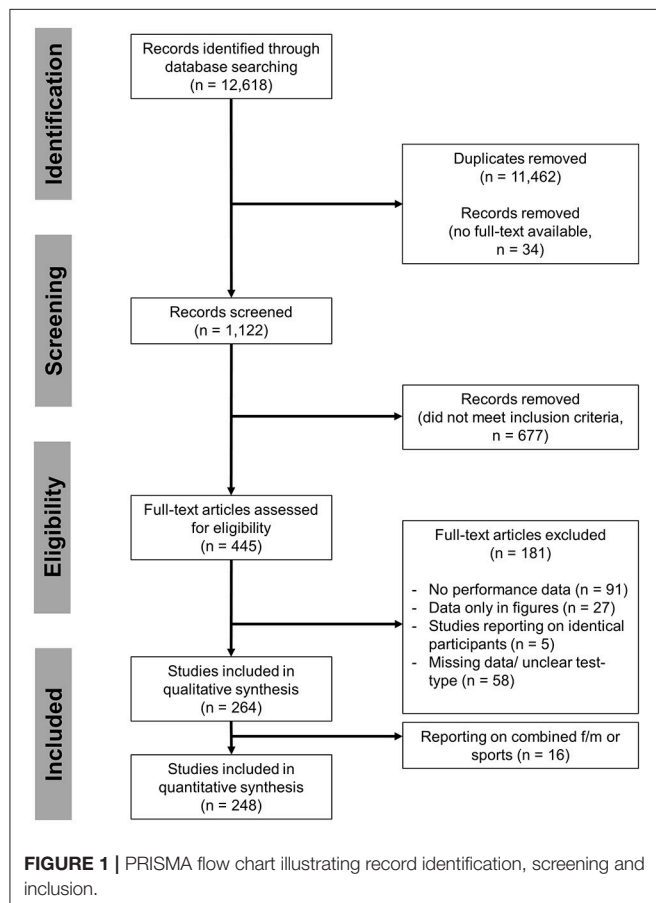 Identification
Records identified through
database searching
(n = 12,618)
Duplicates removed
(n = 11,462)
Records removed
(no full-text available,
n = 34)
Screening
Records screened
(n = 1,122)
Records removed
(did not meet inclusion criteria,
n = 677)
Eligibility
Full-text articles assessed
for eligibility
(n = 445)
Full-text articles excluded
(n = 181)
- No performance data (n = 91)
- Data only in figures (n = 27)
- Studies reporting on identical
participants (n = 5)
- Missing data/ unclear test-
type (n = 58)
Included
Studies included in
qualitative synthesis
(n = 264)
Reporting on combined f/m or
sports (n = 16)
Studies included in
quantitative synthesis
(n = 248)
FIGURE 1 | PRISMA flow chart illustrating record identification, screening and
inclusion.